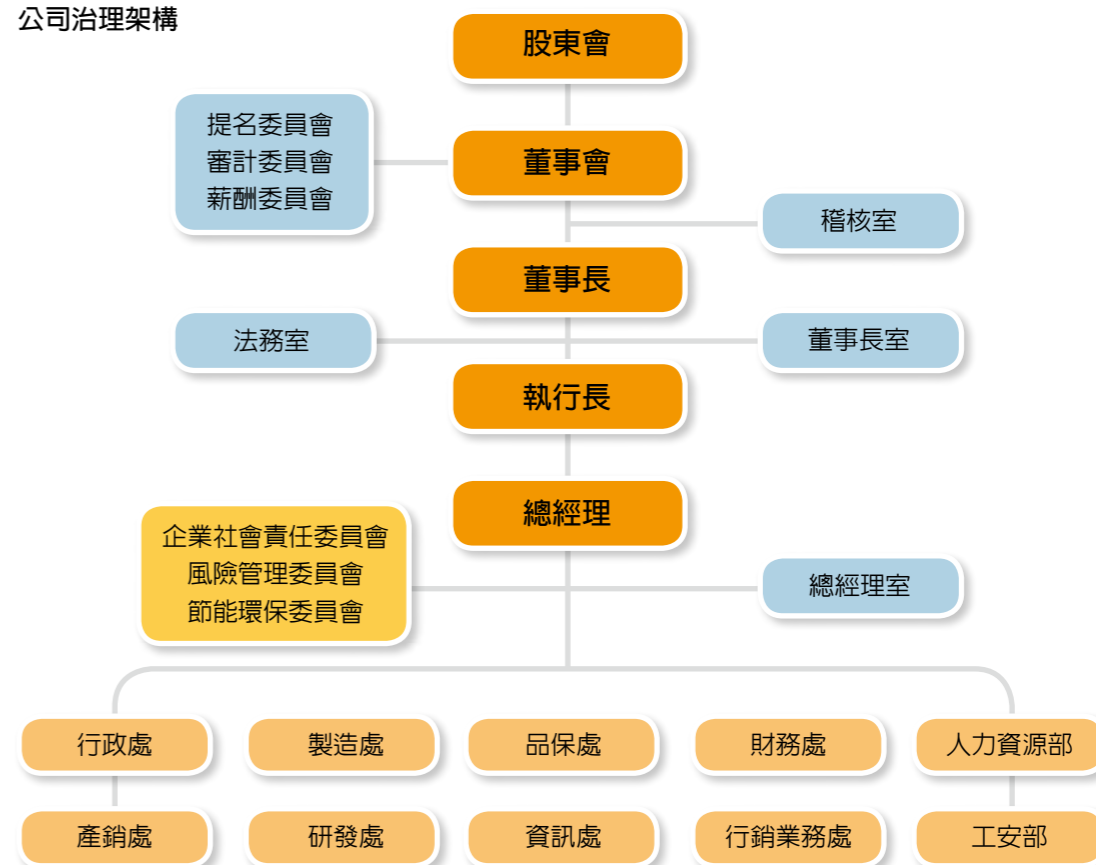 公司治理架構
股東會
提名委員會
審計委員會
薪酬委員會
董事會
稽核室
董事長
法務室
董事長室
執行長
總經理
企業社會責任委員會
風險管理委員會
節能環保委員會
總經理室
行政處
製造處
品保處
財務處
人力資源部
產銷處
研發處
資訊處
行銷業務處
工安部